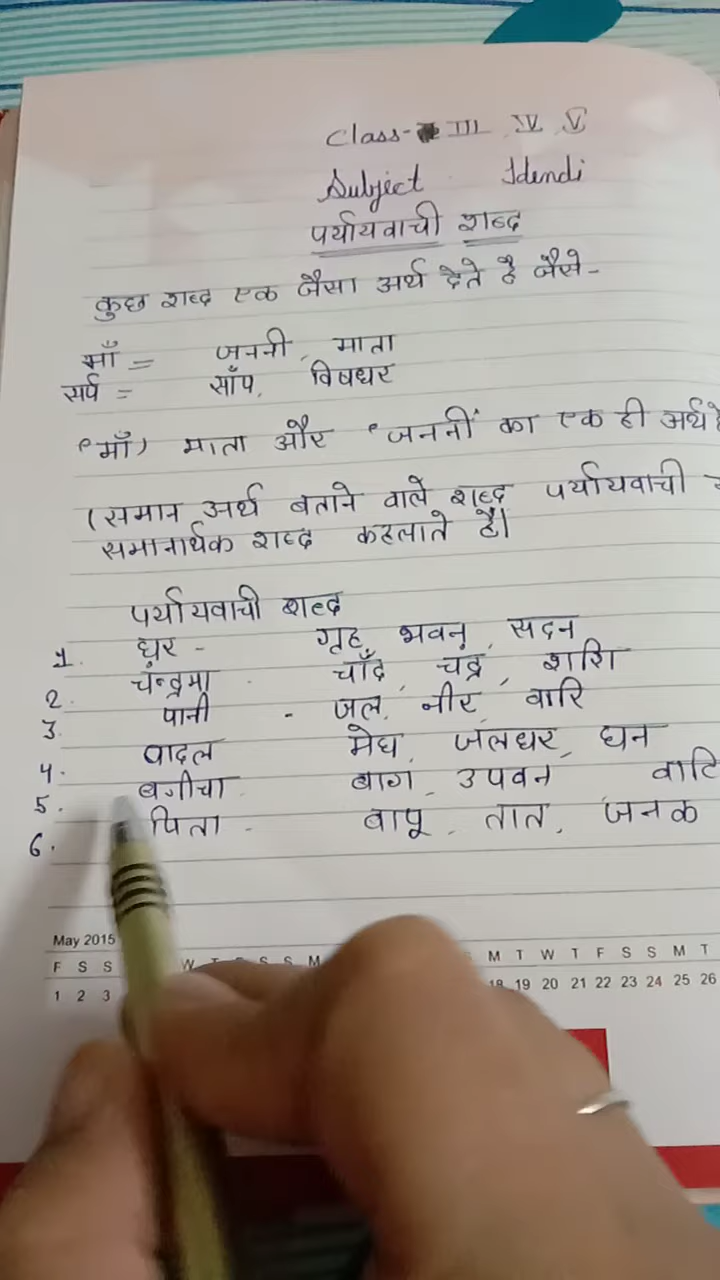 Class- III IV V
Subject Hendi
पर्यायवाची शब्द
कुछ शब्द एक जैसा अर्थ देते है जैसे-
माँ = जननी, माता
सर्प = साँप, विषधर
'माँ' माता और 'जननी' का एक ही अर्थ है
(समान अर्थ बताने वाले शब्द पर्यायवाची
समानार्थक शब्द कहलाते है।
पर्यायवाची शब्द
1. घर - गृह, भवन, सदन
2. चन्द्रमा - चाँद, चंद्र, शशि
3. पानी - जल, नीर, वारि
4. बादल मेघ, जलधर, घन
5. बगीचा - बाग, उपवन वाटि
6. पिता - बापू, तात, जनक
May 2015
F S S W T F S S M S M T W T F S S M T
1 2 3 18 19 20 21 22 23 24 25 26